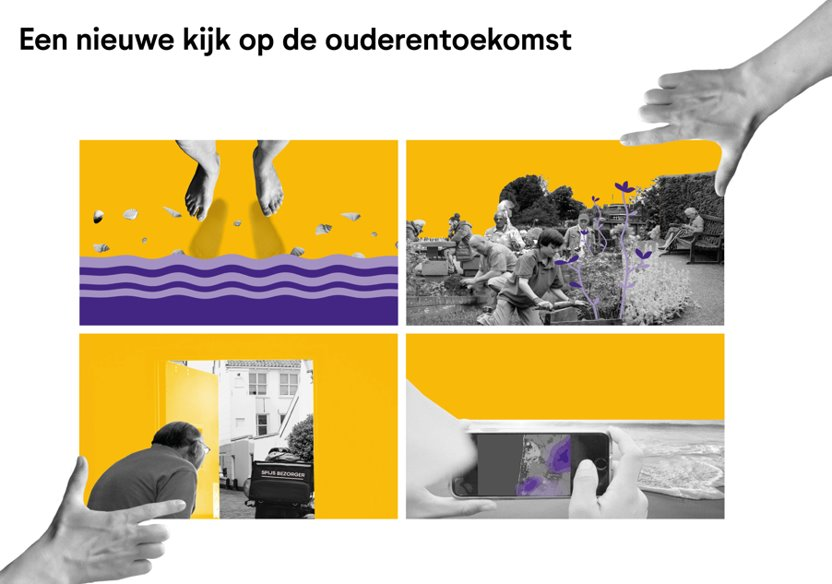 Een nieuwe kijk op de ouderentoekomst
SPIJS BEZORGER